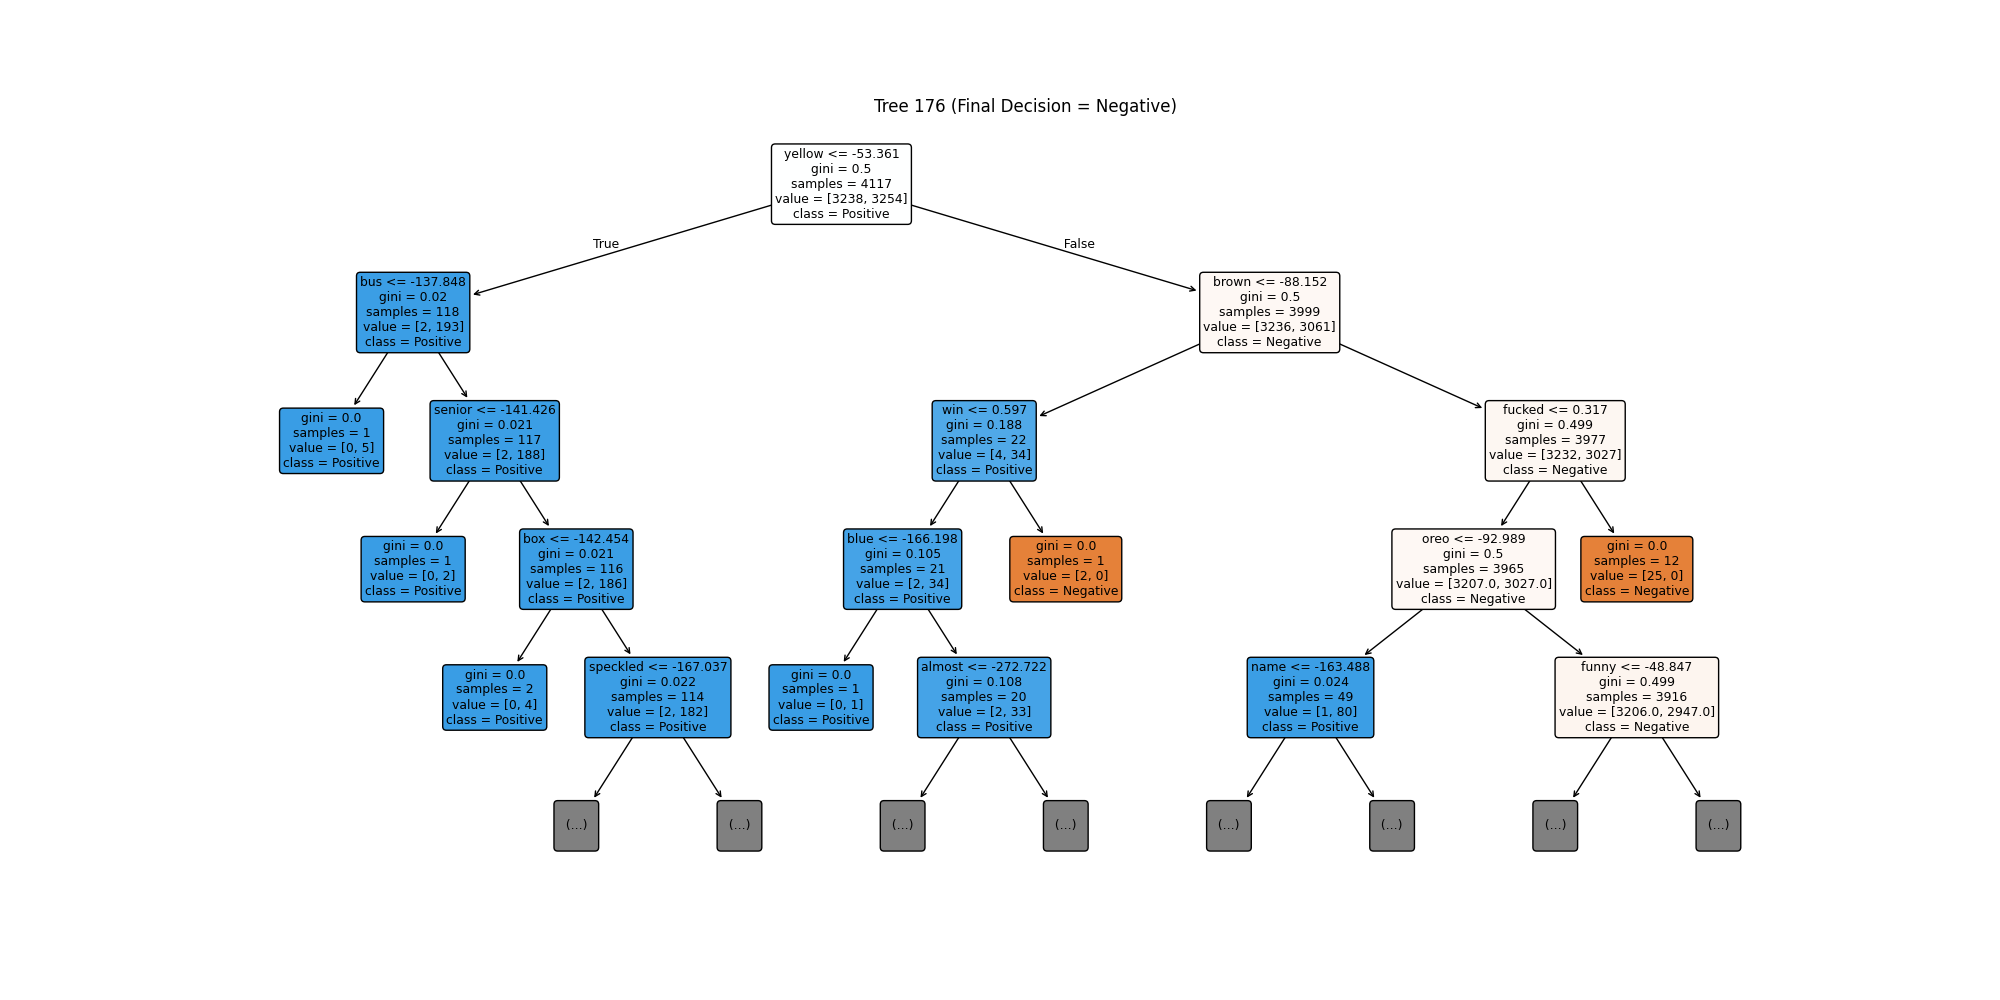 Tree 176 (Final Decision = Negative)
yellow <= -53.361
gini = 0.5
samples = 4117
value = [3238, 3254]
class = Positive
True
False
bus <= -137.848
gini = 0.02
samples = 118
value = [2, 193]
class = Positive
brown <= -88.152
gini = 0.5
samples = 3999
value = [3236, 3061]
class = Negative
gini = 0.0
samples = 1
value = [0, 5]
class = Positive
senior <= -141.426
gini = 0.021
samples = 117
value = [2, 188]
class = Positive
win <= 0.597
gini = 0.188
samples = 22
value = [4, 34]
class = Positive
fucked <= 0.317
gini = 0.499
samples = 3977
value = [3232, 3027]
class = Negative
gini = 0.0
samples = 1
value = [0, 2]
class = Positive
box <= -142.454
gini = 0.021
samples = 116
value = [2, 186]
class = Positive
blue <= -166.198
gini = 0.105
samples = 21
value = [2, 34]
class = Positive
gini = 0.0
samples = 1
value = [2, 0]
class = Negative
oreo <= -92.989
gini = 0.5
samples = 3965
value = [3207.0, 3027.0]
class = Negative
gini = 0.0
samples = 12
value = [25, 0]
class = Negative
gini = 0.0
samples = 2
value = [0, 4]
class = Positive
speckled <= -167.037
gini = 0.022
samples = 114
value = [2, 182]
class = Positive
gini = 0.0
samples = 1
value = [0, 1]
class = Positive
almost <= -272.722
gini = 0.108
samples = 20
value = [2, 33]
class = Positive
name <= -163.488
gini = 0.024
samples = 49
value = [1, 80]
class = Positive
funny <= -48.847
gini = 0.499
samples = 3916
value = [3206.0, 2947.0]
class = Negative
(...)
(...)
(...)
(...)
(...)
(...)
(...)
(...)